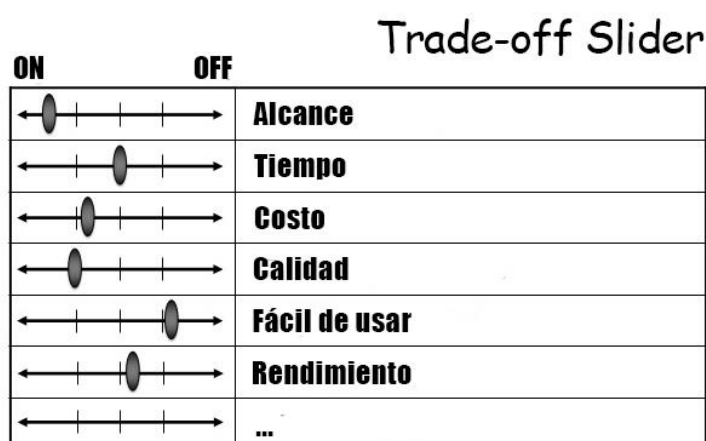 Trade-off Slider
ON OFF
Alcance
Tiempo
Costo
Calidad
Fácil de usar
Rendimiento
...